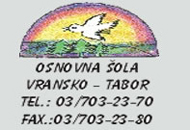 OSNOVNA ŠOLA
VRANSKO - TABOR
TEL.: 03/703-23-70
FAX.:03/703-23-80